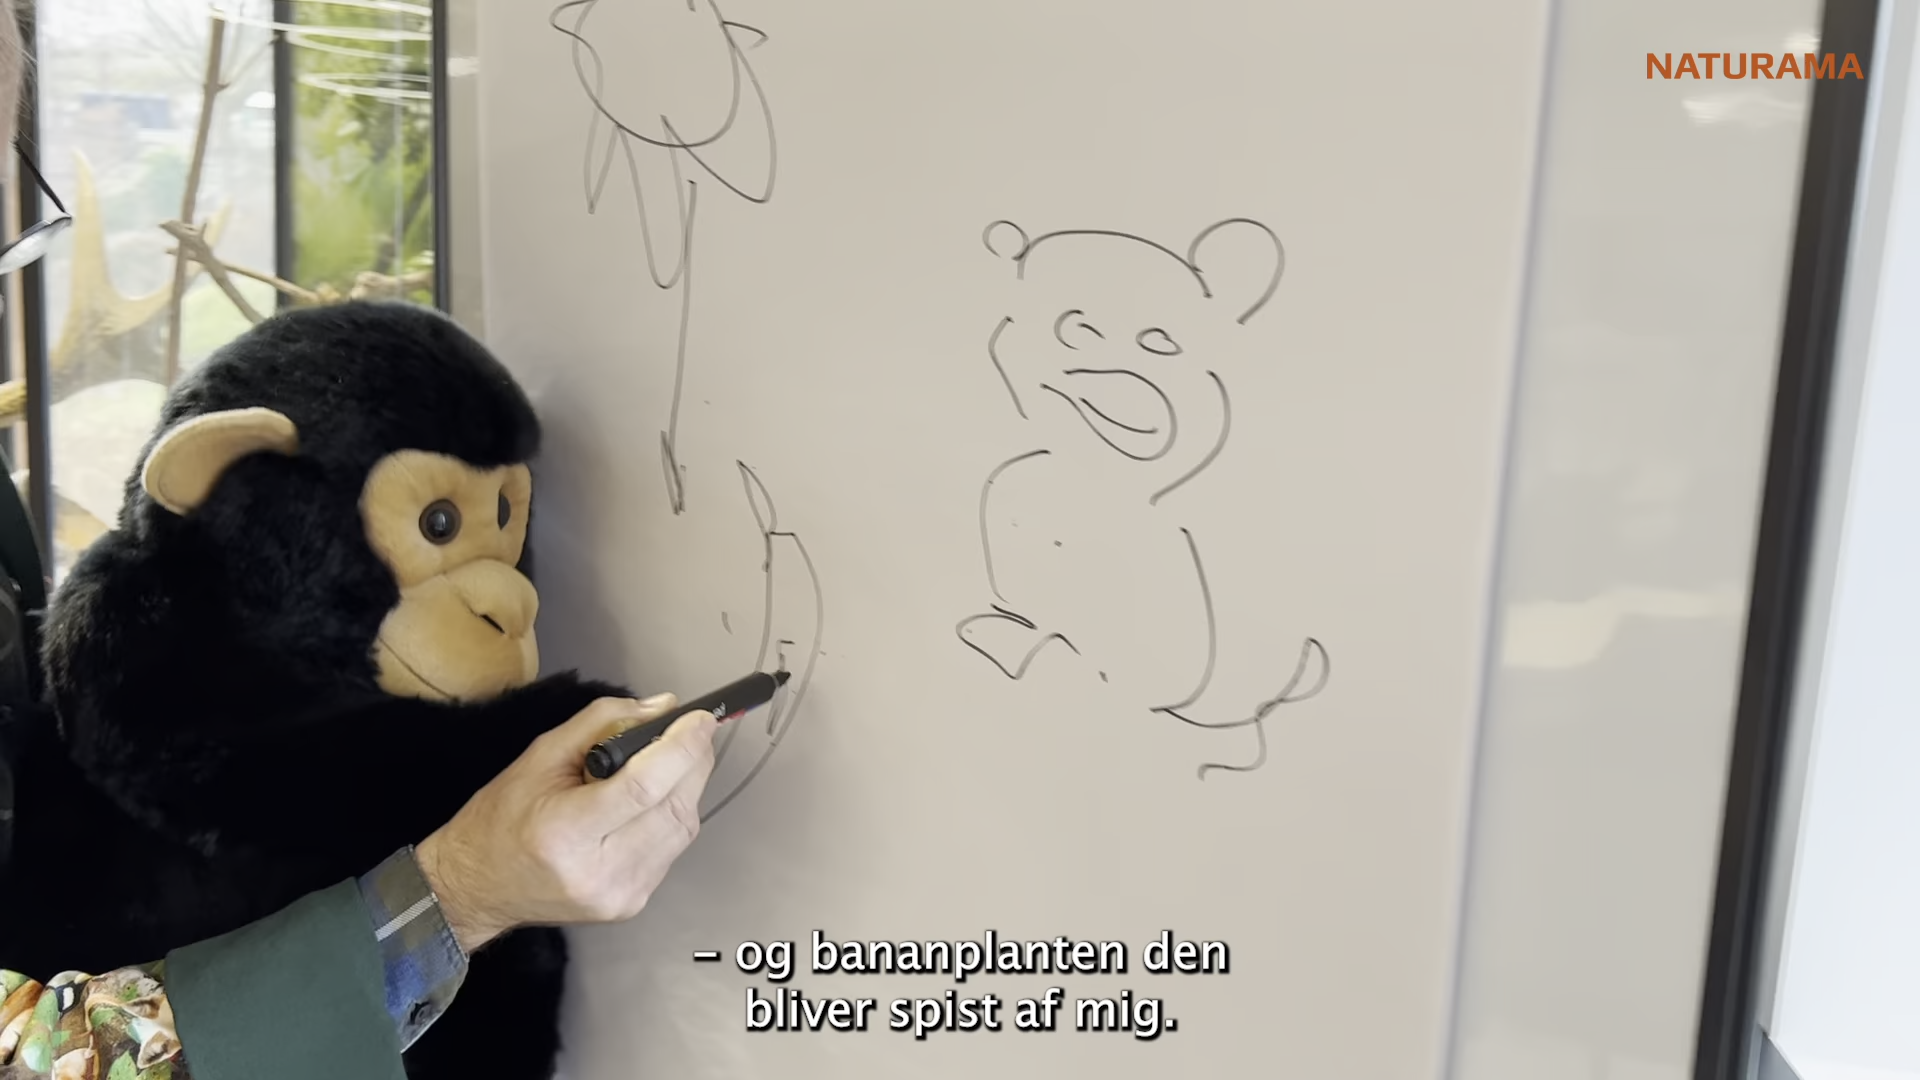 NATURAMA
– og bananplanten den
bliver spist af mig.